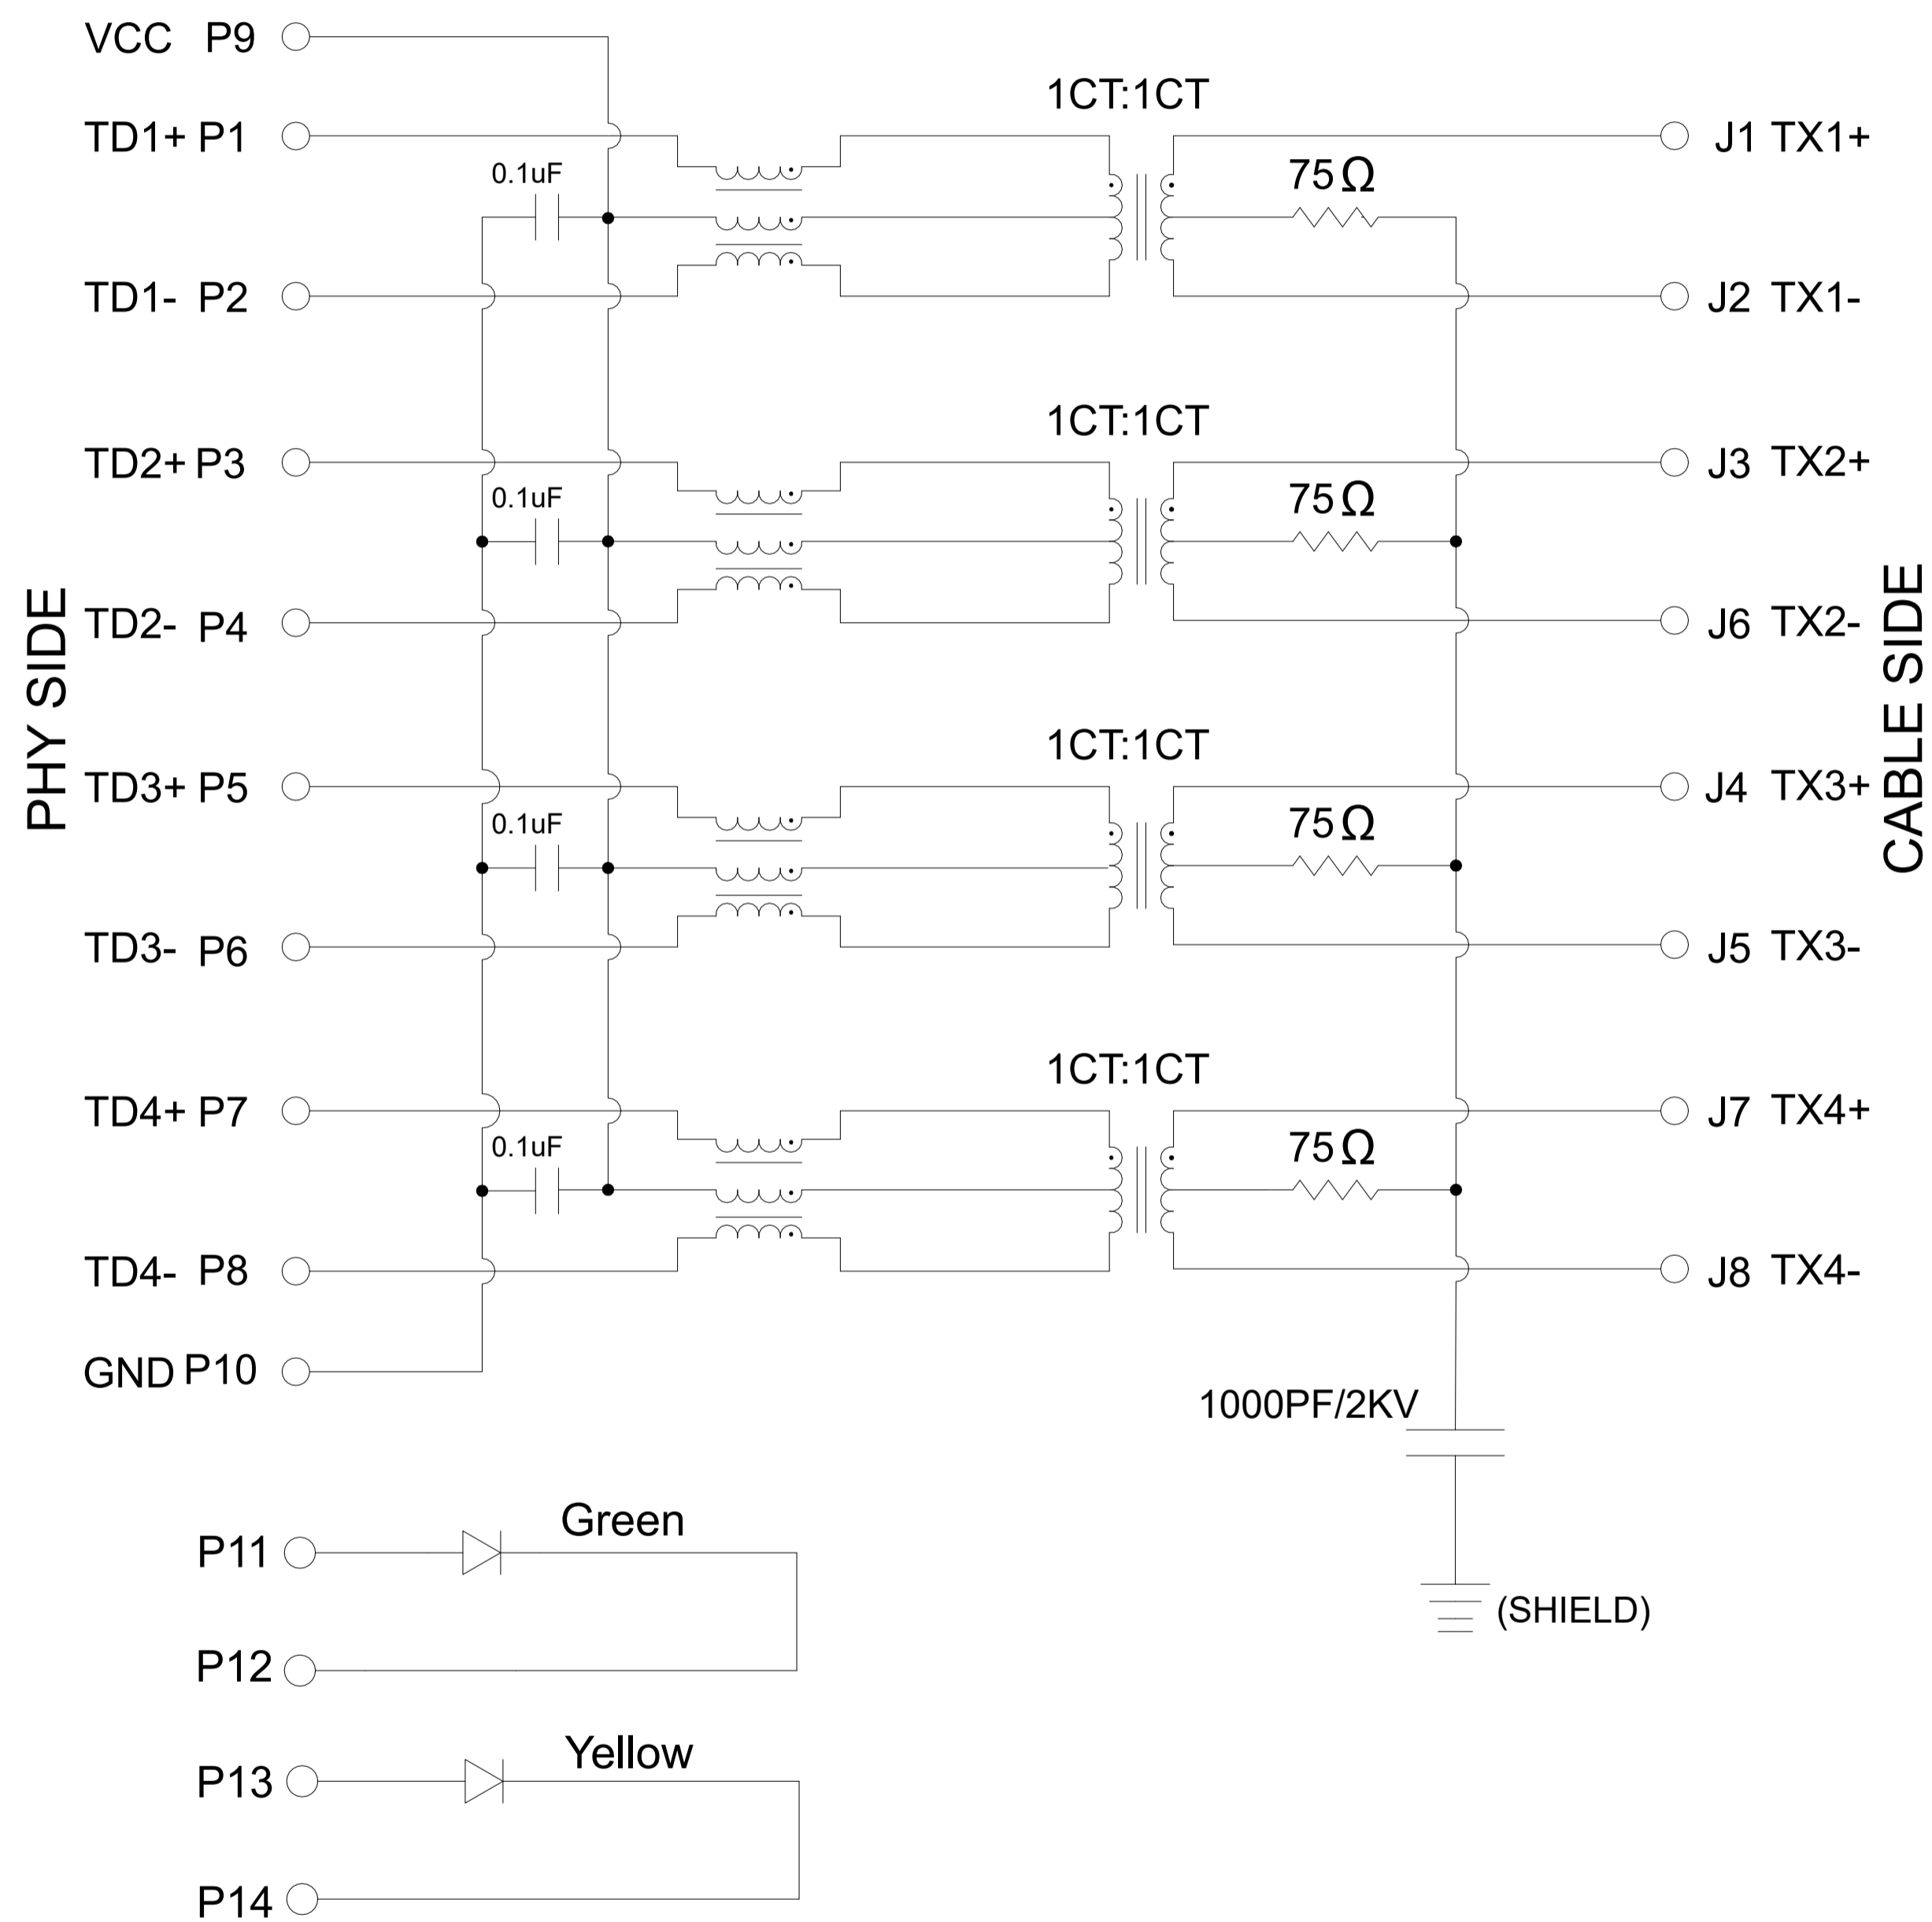 VCC P9
1CT:1CT
TD1+ P1
J1 TX1+
0.1uF
75Ω
TD1- P2
J2 TX1-
1CT:1CT
TD2+ P3
J3 TX2+
0.1uF
75Ω
TD2- P4
J6 TX2-
PHY SIDE
CABLE SIDE
1CT:1CT
TD3+ P5
J4 TX3+
0.1uF
75Ω
TD3- P6
J5 TX3-
1CT:1CT
TD4+ P7
J7 TX4+
0.1uF
75Ω
TD4- P8
J8 TX4-
GND P10
1000PF/2KV
Green
P11
(SHIELD)
P12
Yellow
P13
P14